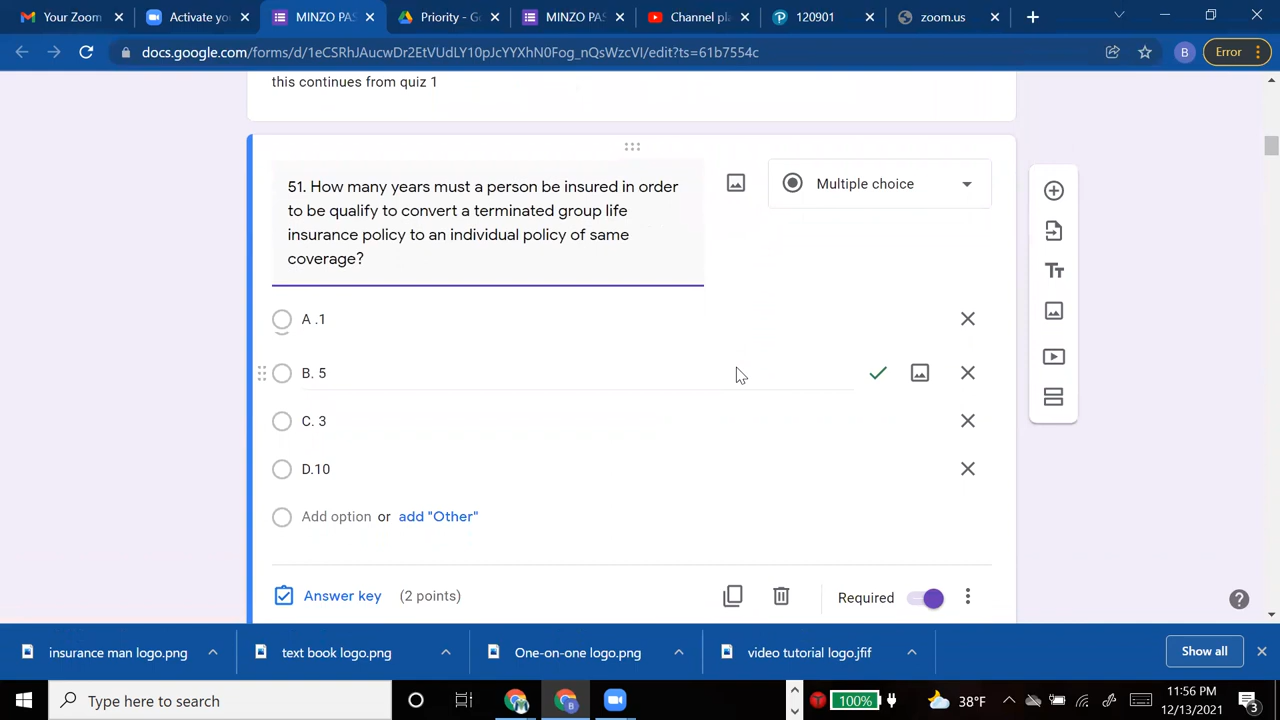 Your Zoom
Activate you
MINZO PAS
Priority - Go
MINZO PAS
Channel pla
120901
zoom.us
docs.google.com/forms/d/1eCSRhJAucwDr2EtVUdLY10pJcYYXhN0Fog_nQsWzcVI/edit?ts=61b7554c
B
Error
this continues from quiz 1
51. How many years must a person be insured in order
to be qualify to convert a terminated group life
insurance policy to an individual policy of same
coverage?
Multiple choice
A .1
B. 5
C. 3
D.10
Add option or add "Other"
Answer key (2 points)
Required
insurance man logo.png
text book logo.png
One-on-one logo.png
video tutorial logo.jfif
Show all
Type here to search
100%
38°F
11:56 PM
12/13/2021
3